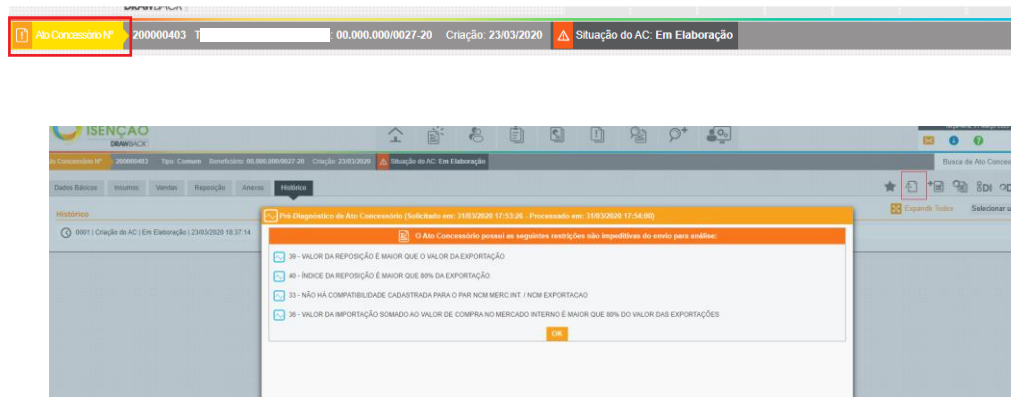 DRAWBACK
Ato Concessório Nº 200000403 T : 00.000.000/0027-20 Criação: 23/03/2020 Situação do AC: Em Elaboração
ISENÇÃO
DRAWBACK
Ato Concessório Nº 200000403 Tipo: Comum Beneficiário: 00.000.000/0027-20 Criação: 23/03/2020 Situação do AC: Em Elaboração Busca de Ato Conces
Dados Básicos Insumos Vendas Reposição Anexos Histórico
DI
Histórico Expandir Todos Selecionar u
0001 | Criação do AC | Em Elaboração | 23/03/2020 18:37:14
Pré-Diagnóstico de Ato Concessório (Solicitado em: 31/03/2020 17:53:26 - Processado em: 31/03/2020 17:54:00)
O Ato Concessório possui as seguintes restrições não impeditivas do envio para análise:
39 - VALOR DA REPOSIÇÃO É MAIOR QUE O VALOR DA EXPORTAÇÃO
40 - ÍNDICE DA REPOSIÇÃO É MAIOR QUE 80% DA EXPORTAÇÃO
33 - NÃO HÁ COMPATIBILIDADE CADASTRADA PARA O PAR NCM MERC.INT. / NCM EXPORTACAO
36 - VALOR DA IMPORTAÇÃO SOMADO AO VALOR DE COMPRA NO MERCADO INTERNO É MAIOR QUE 80% DO VALOR DAS EXPORTAÇÕES
OK